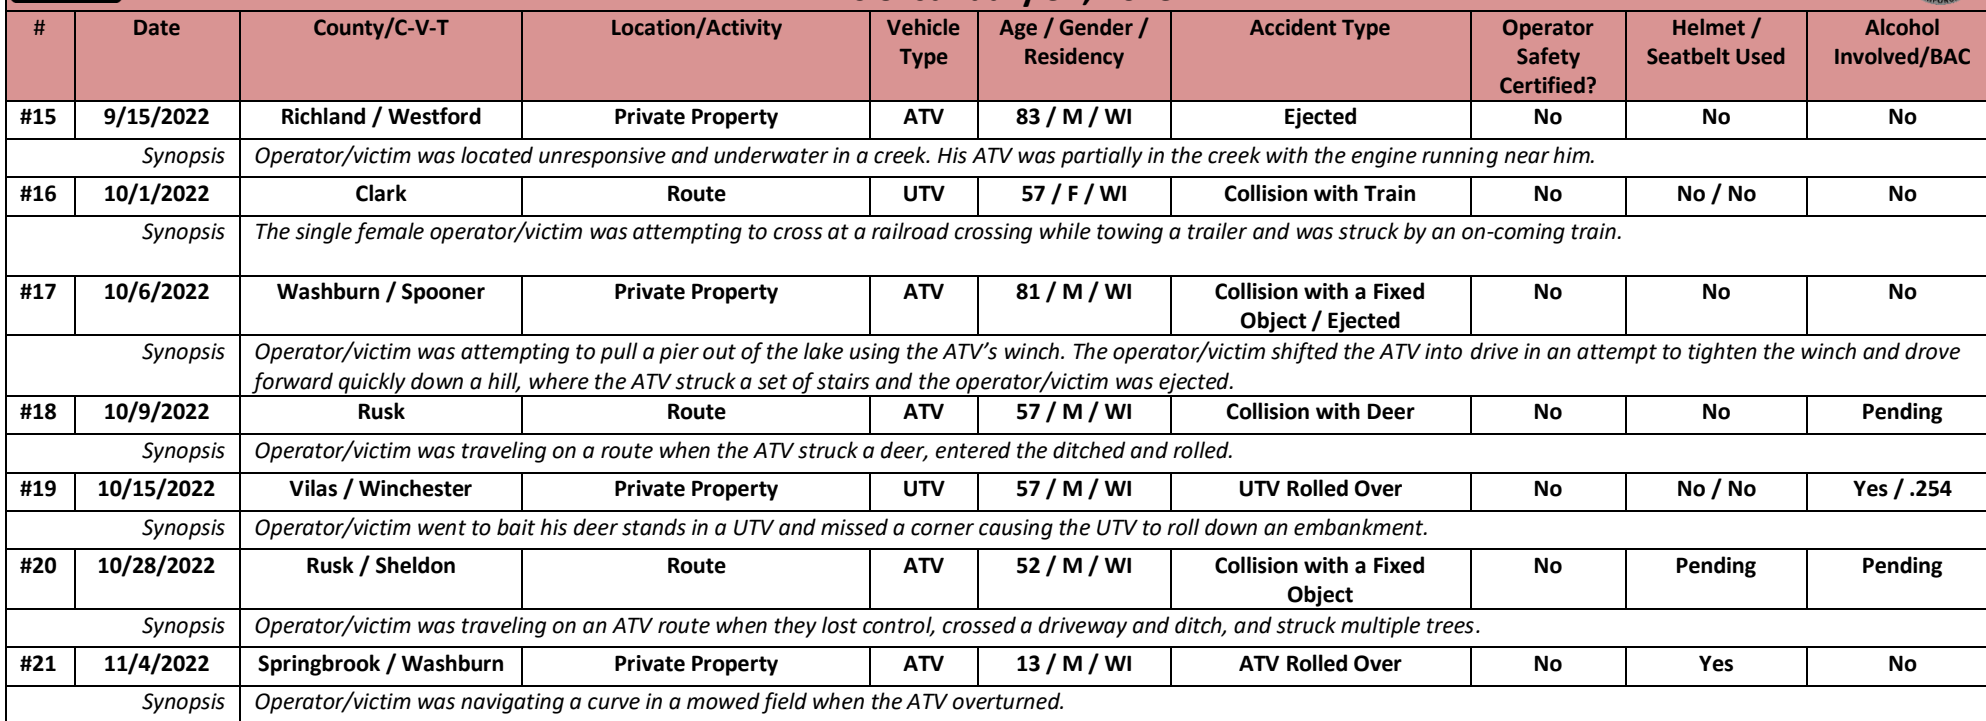 # Date County/C-V-T Location/Activity Vehicle Type Age / Gender / Residency Accident Type Operator Safety Certified? Helmet / Seatbelt Used Alcohol Involved/BAC
#15 9/15/2022 Richland / Westford Private Property ATV 83 / M / WI Ejected No No No
Synopsis Operator/victim was located unresponsive and underwater in a creek. His ATV was partially in the creek with the engine running near him.
#16 10/1/2022 Clark Route UTV 57 / F / WI Collision with Train No No / No No
Synopsis The single female operator/victim was attempting to cross at a railroad crossing while towing a trailer and was struck by an on-coming train.
#17 10/6/2022 Washburn / Spooner Private Property ATV 81 / M / WI Collision with a Fixed Object / Ejected No No No
Synopsis Operator/victim was attempting to pull a pier out of the lake using the ATV’s winch. The operator/victim shifted the ATV into drive in an attempt to tighten the winch and drove
forward quickly down a hill, where the ATV struck a set of stairs and the operator/victim was ejected.
#18 10/9/2022 Rusk Route ATV 57 / M / WI Collision with Deer No No Pending
Synopsis Operator/victim was traveling on a route when the ATV struck a deer, entered the ditched and rolled.
#19 10/15/2022 Vilas / Winchester Private Property UTV 57 / M / WI UTV Rolled Over No No / No Yes / .254
Synopsis Operator/victim went to bait his deer stands in a UTV and missed a corner causing the UTV to roll down an embankment.
#20 10/28/2022 Rusk / Sheldon Route ATV 52 / M / WI Collision with a Fixed Object No Pending Pending
Synopsis Operator/victim was traveling on an ATV route when they lost control, crossed a driveway and ditch, and struck multiple trees.
#21 11/4/2022 Springbrook / Washburn Private Property ATV 13 / M / WI ATV Rolled Over No Yes No
Synopsis Operator/victim was navigating a curve in a mowed field when the ATV overturned.